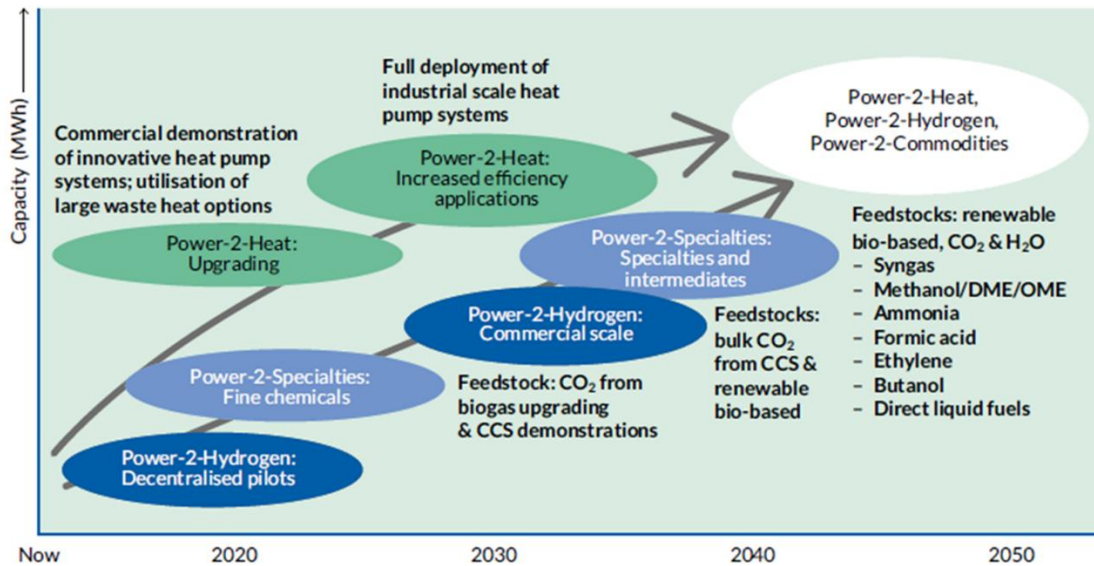 Capacity (MWh)
Full deployment of
industrial scale heat
pump systems
Commercial demonstration
of innovative heat pump
systems; utilisation of
large waste heat options
Power-2-Heat,
Power-2-Hydrogen,
Power-2-Commodities
Power-2-Heat:
Increased efficiency
applications
Power-2-Heat:
Upgrading
Power-2-Specialties:
Specialties and
intermediates
Feedstocks: renewable
bio-based, CO₂ & H₂O
– Syngas
– Methanol/DME/OME
– Ammonia
– Formic acid
– Ethylene
– Butanol
– Direct liquid fuels
Power-2-Hydrogen:
Commercial scale
Feedstocks:
bulk CO₂
from CCS &
renewable
bio-based
Power-2-Specialties:
Fine chemicals
Feedstock: CO₂ from
biogas upgrading
& CCS demonstrations
Power-2-Hydrogen:
Decentralised pilots
Now 2020 2030 2040 2050